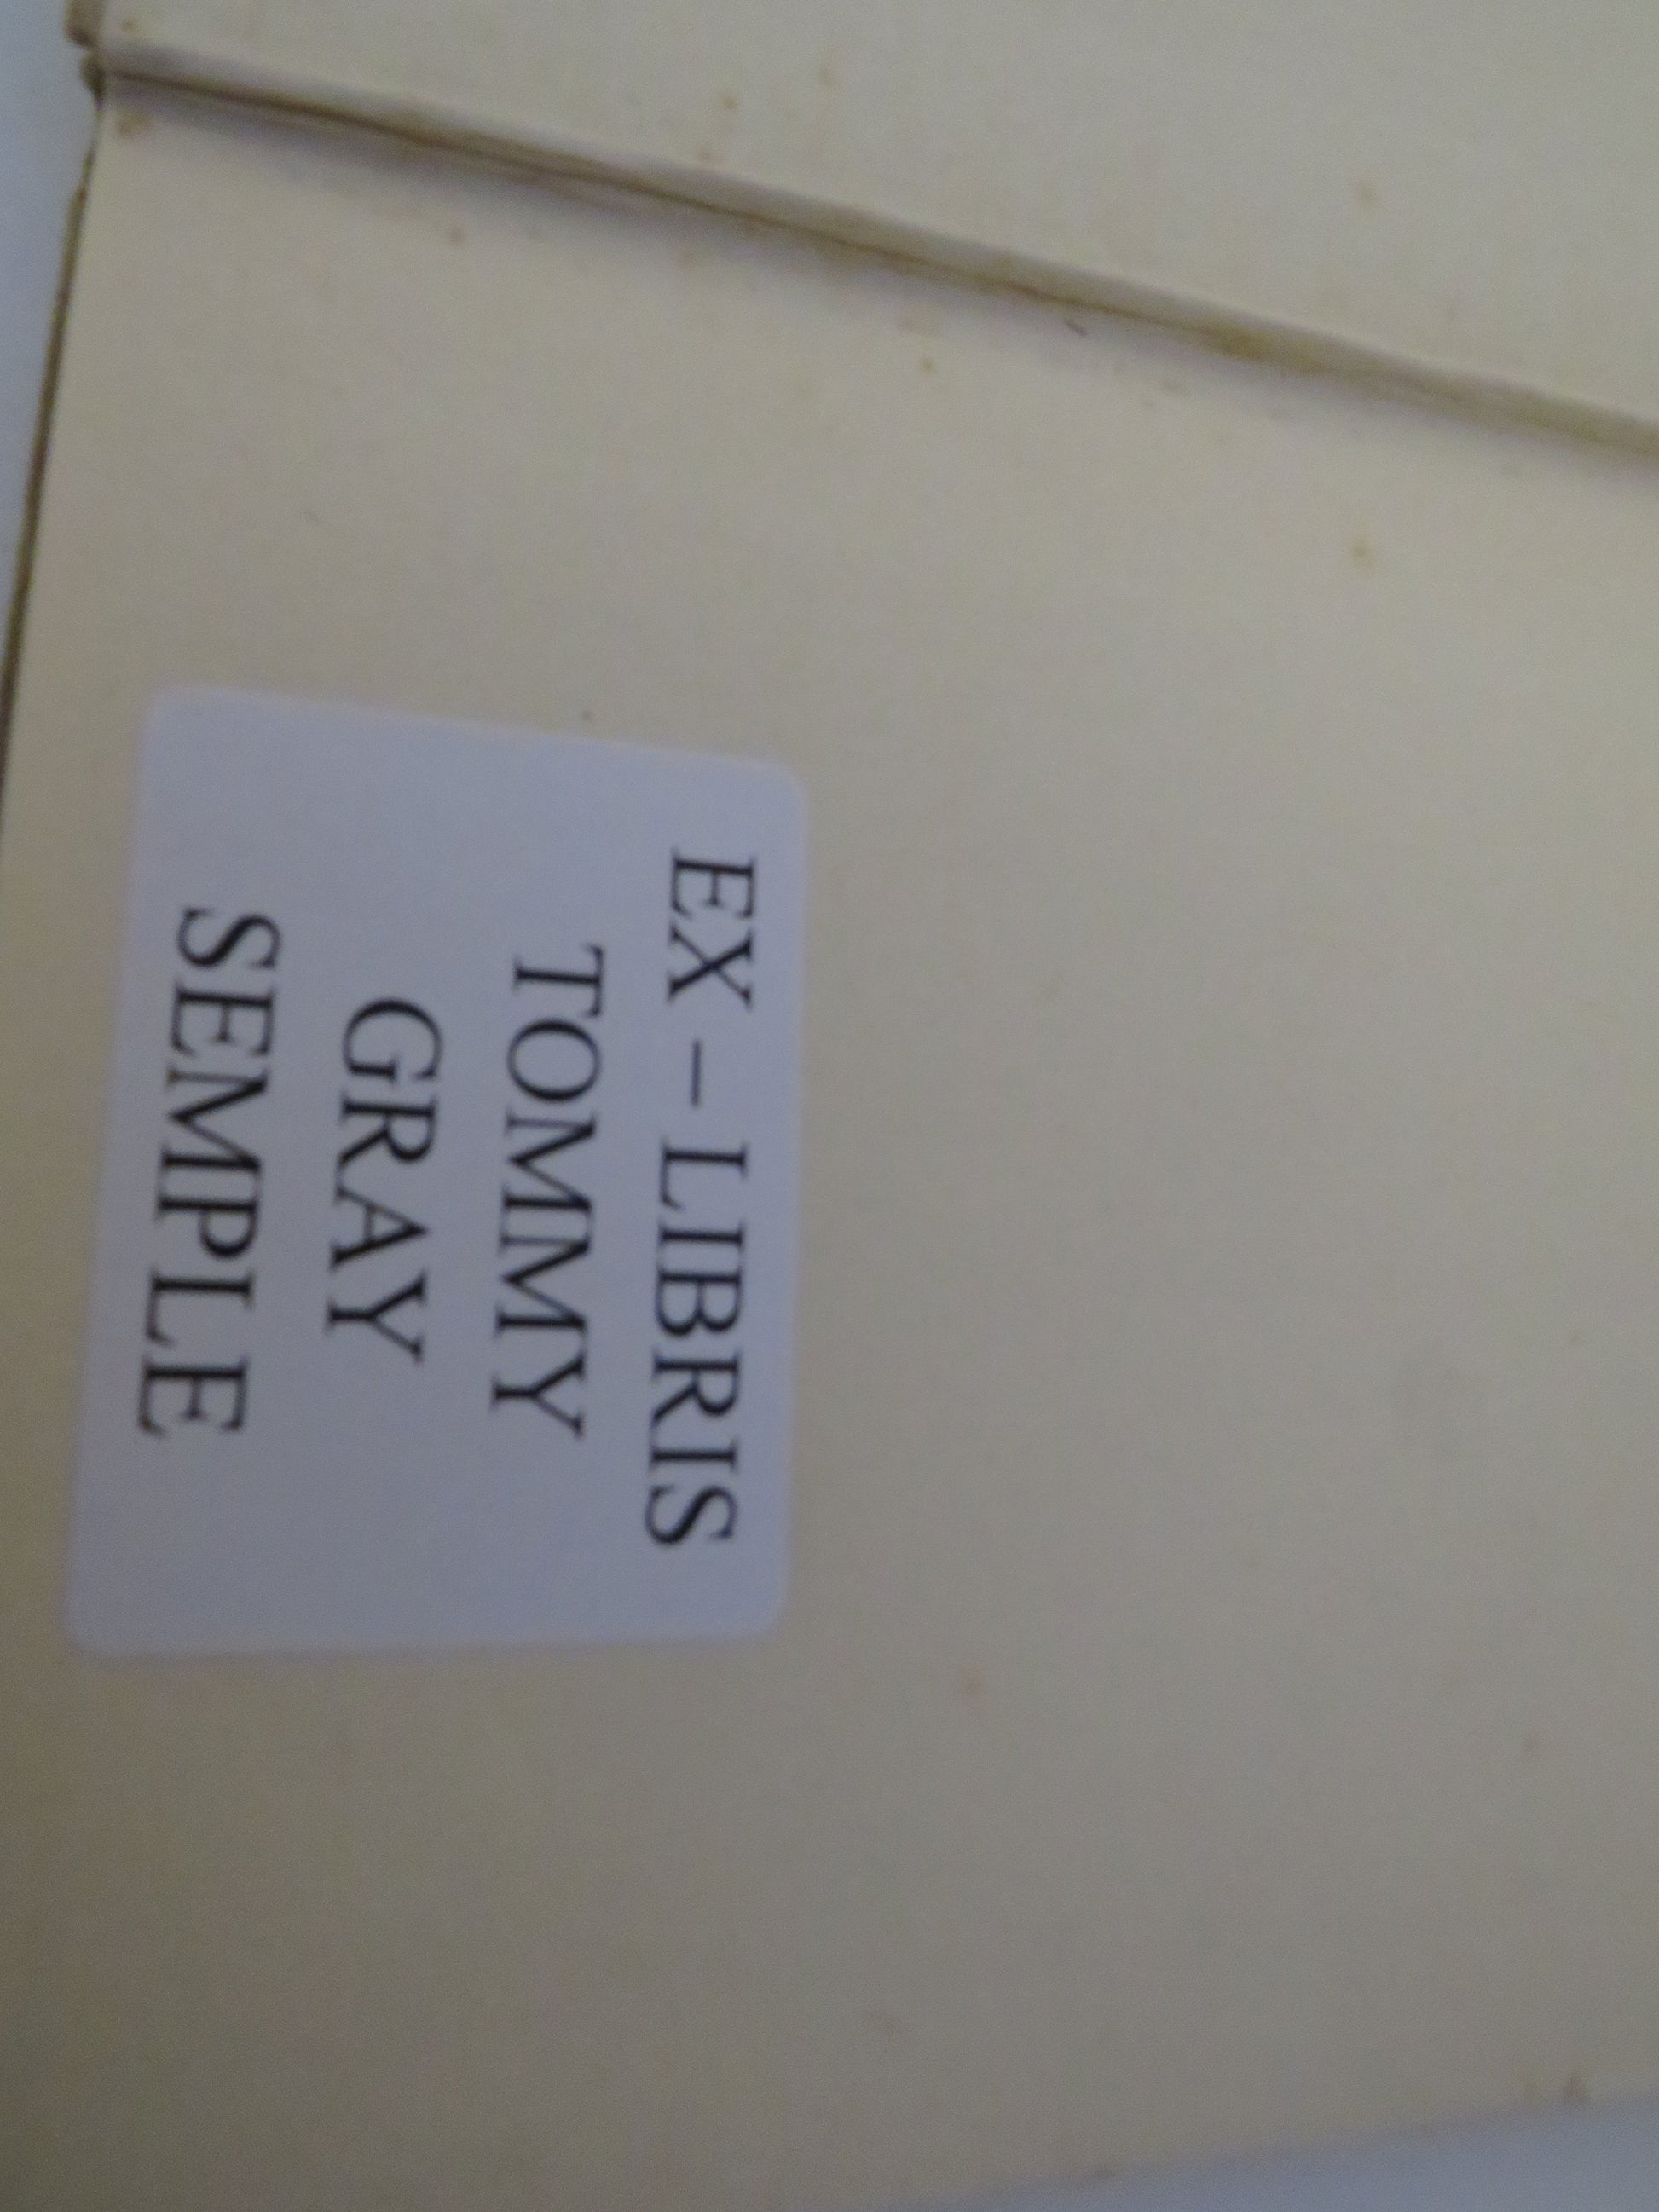 EX – LIBRIS
TOMMY
GRAY
SEMPLE